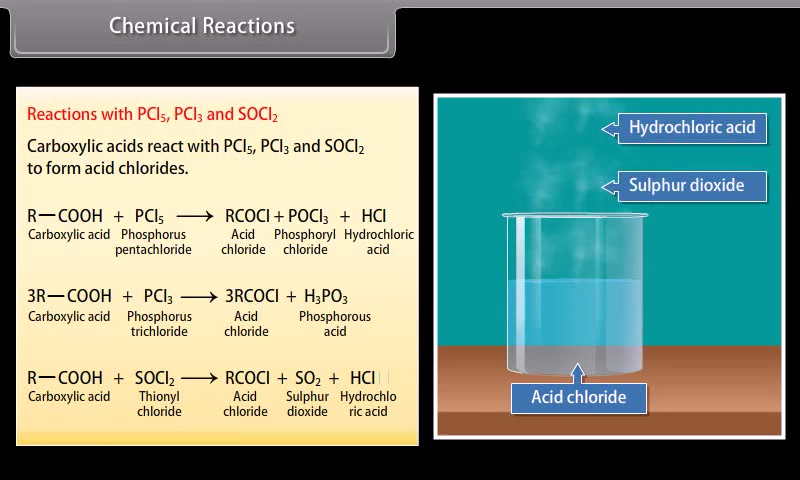 Chemical Reactions
Reactions with PCl₅, PCl₃ and SOCl₂
Carboxylic acids react with PCl₅, PCl₃ and SOCl₂
to form acid chlorides.
R—COOH + PCl₅ ⟶ RCOCl + POCl₃ + HCl
Carboxylic acid Phosphorus Acid Phosphoryl Hydrochloric
pentachloride chloride chloride acid
3R—COOH + PCl₃ ⟶ 3RCOCl + H₃PO₃
Carboxylic acid Phosphorus Acid Phosphorous
trichloride chloride acid
R—COOH + SOCl₂ ⟶ RCOCl + SO₂ + HCl
Carboxylic acid Thionyl Acid Sulphur Hydrochlo
chloride chloride dioxide ric acid
Hydrochloric acid
Sulphur dioxide
Acid chloride